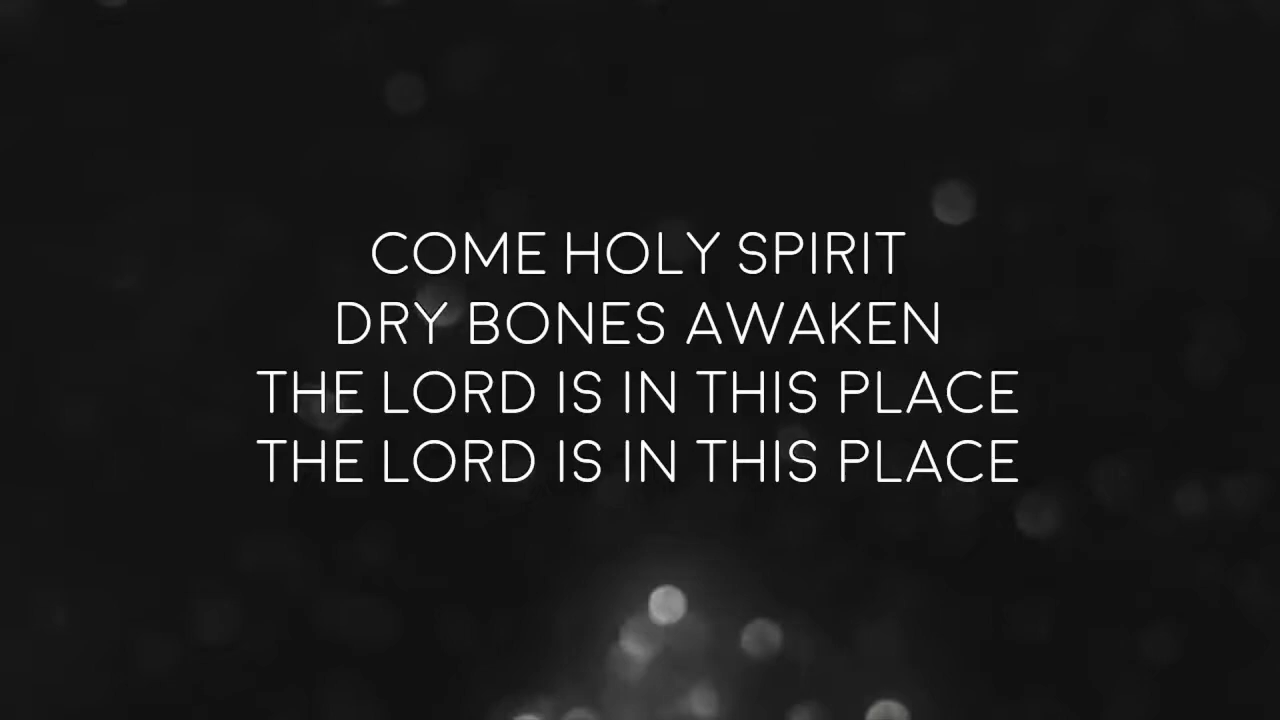 COME HOLY SPIRIT
DRY BONES AWAKEN
THE LORD IS IN THIS PLACE
THE LORD IS IN THIS PLACE